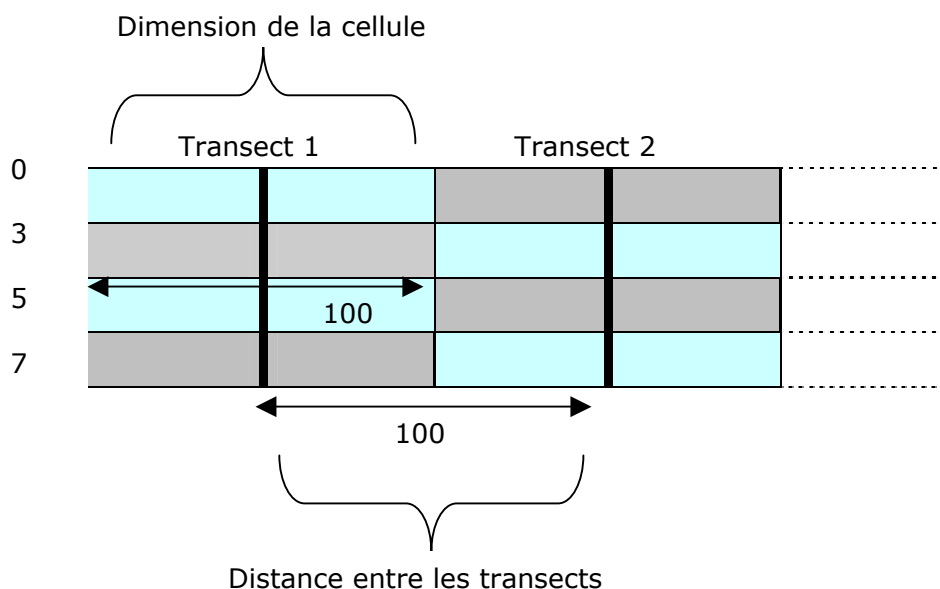 Dimension de la cellule
Transect 1 Transect 2
0
3
5
100
7
100
Distance entre les transects